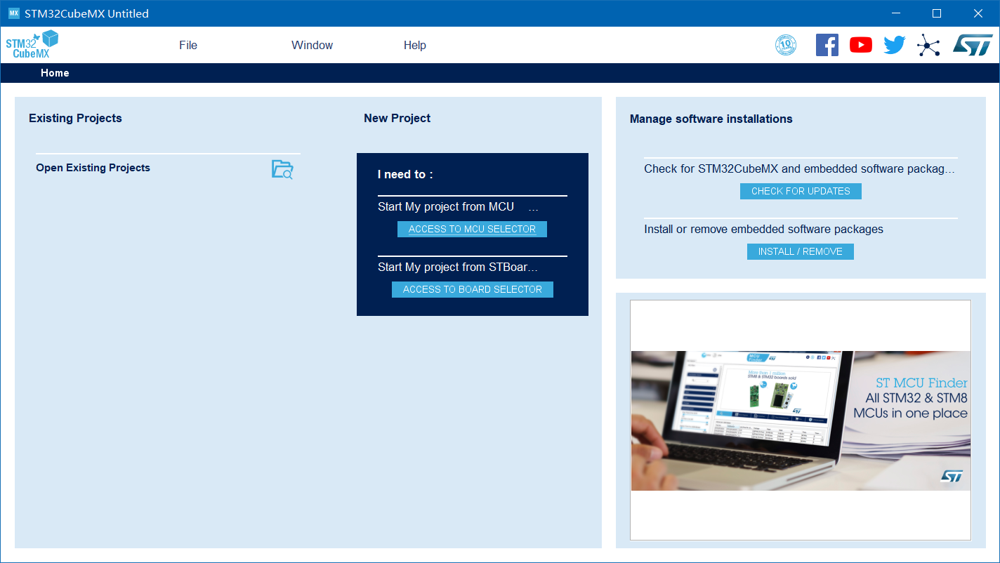 MX STM32CubeMX Untitled
STM32
CubeMX
File
Window
Help
10
ST
Home
Existing Projects
Open Existing Projects
New Project
I need to :
Start My project from MCU ...
ACCESS TO MCU SELECTOR
Start My project from STBoar...
ACCESS TO BOARD SELECTOR
Manage software installations
Check for STM32CubeMX and embedded software packag...
CHECK FOR UPDATES
Install or remove embedded software packages
INSTALL / REMOVE
MCU
Finder
ST
More than 1 million
STM8 & STM32 boards sold
ST
ST MCU Finder
All STM32 & STM8
MCUs in one place
ST